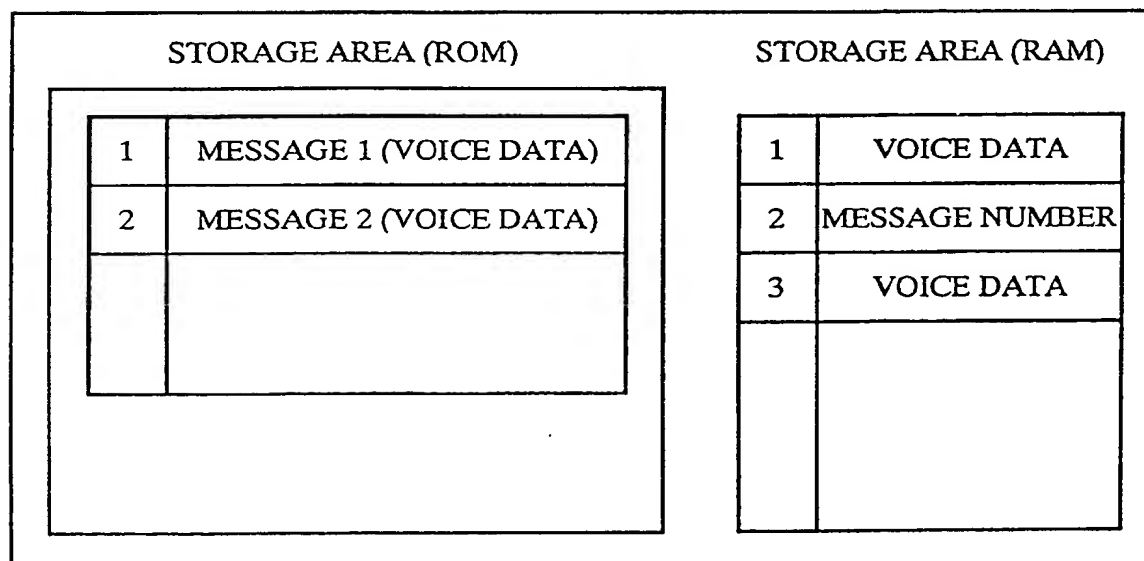 STORAGE AREA (ROM)
1 MESSAGE 1 (VOICE DATA)
2 MESSAGE 2 (VOICE DATA)
STORAGE AREA (RAM)
1 VOICE DATA
2 MESSAGE NUMBER
3 VOICE DATA